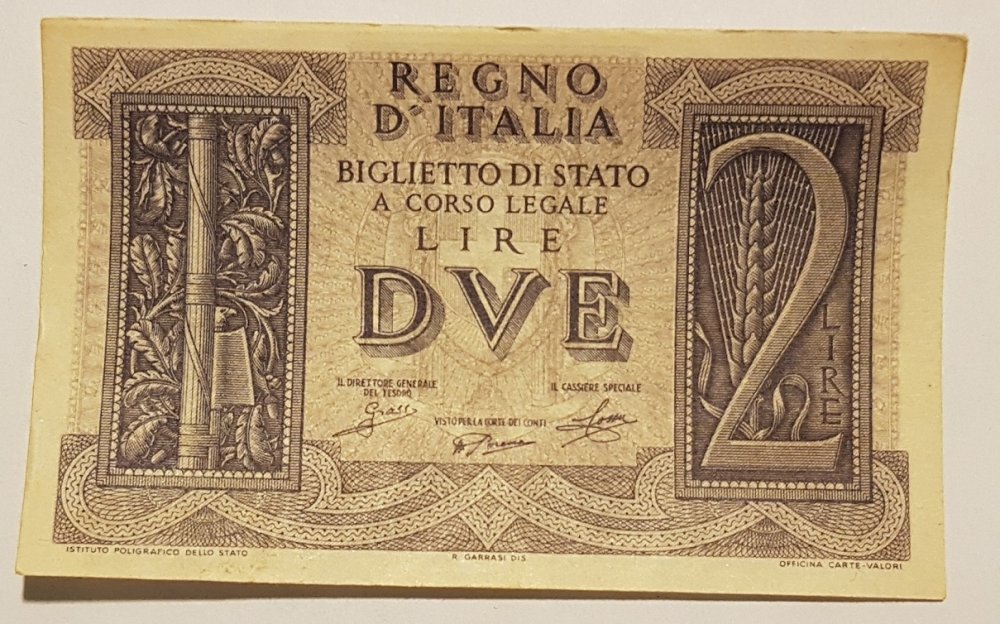 REGNO
D'ITALIA
BIGLIETTO DI STATO
A CORSO LEGALE
LIRE
DVE
IL DIRETTORE GENERALE
DEL TESORO
IL CASSIERE SPECIALE
Grassi
VISTO PER LA CORTE DEI CONTI
2
LIRE
ISTITUTO POLIGRAFICO DELLO STATO
R. GARRASI DIS.
OFFICINA CARTE-VALORI